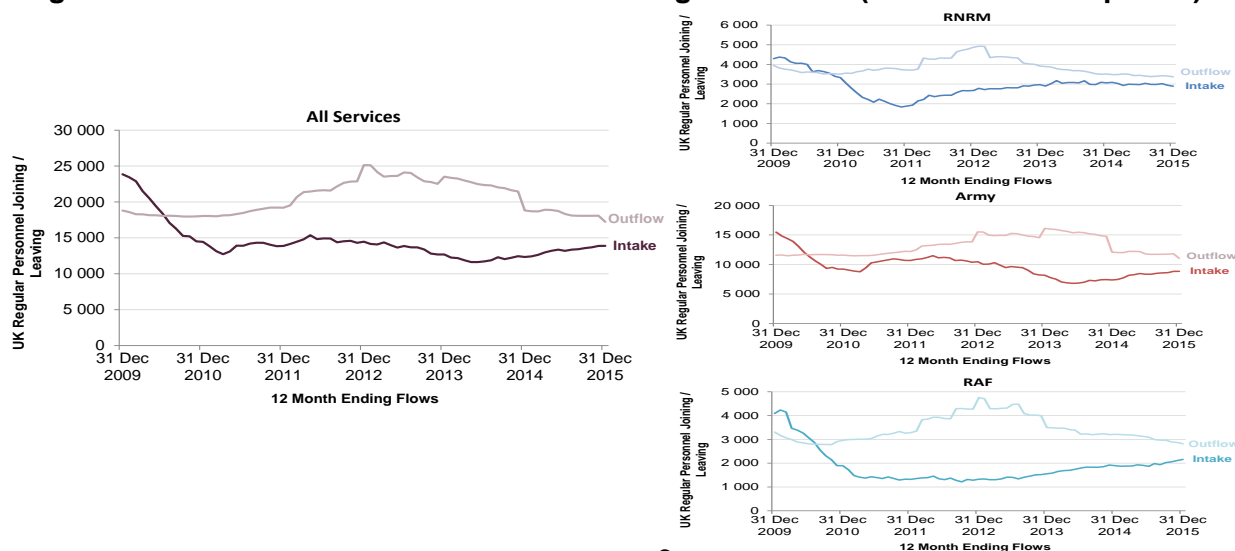 All Services
UK Regular Personnel Joining /
Leaving
30 000
25 000
20 000
15 000
10 000
5 000
0
Outflow
Intake
31 Dec 31 Dec 31 Dec 31 Dec 31 Dec 31 Dec 31 Dec
2009 2010 2011 2012 2013 2014 2015
12 Month Ending Flows
RNRM
UK Regular Personnel Joining /
Leaving
6 000
5 000
4 000
3 000
2 000
1 000
0
Outflow
Intake
31 Dec 31 Dec 31 Dec 31 Dec 31 Dec 31 Dec 31 Dec
2009 2010 2011 2012 2013 2014 2015
12 Month Ending Flows
Army
UK Regular Personnel Joining /
Leaving
20 000
15 000
10 000
5 000
0
Outflow
Intake
31 Dec 31 Dec 31 Dec 31 Dec 31 Dec 31 Dec 31 Dec
2009 2010 2011 2012 2013 2014 2015
12 Month Ending Flows
RAF
UK Regular Personnel Joining /
Leaving
5 000
4 000
3 000
2 000
1 000
0
Outflow
Intake
31 Dec 31 Dec 31 Dec 31 Dec 31 Dec 31 Dec 31 Dec
2009 2010 2011 2012 2013 2014 2015
12 Month Ending Flows